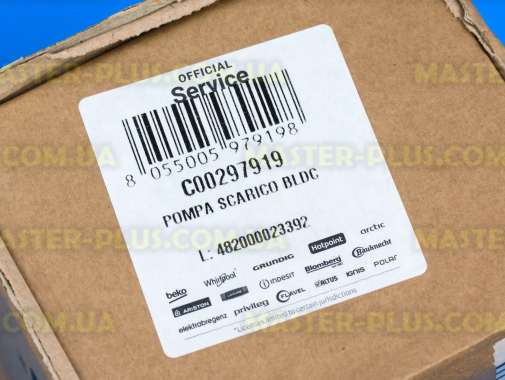 OFFICIAL
Service
8 055005 979198
C00297919
POMPA SCARICO BLDC
L: 482000023392
beko Whirlpool GRUNDIG Hotpoint arctic
ARISTON indesit Blomberg Bauknecht
elektrabregenz privileg FLAVEL ALTUS IGNIS POLAR
*Licenses limited to certain jurisdictions
MASTER-PLUS.COM.UA